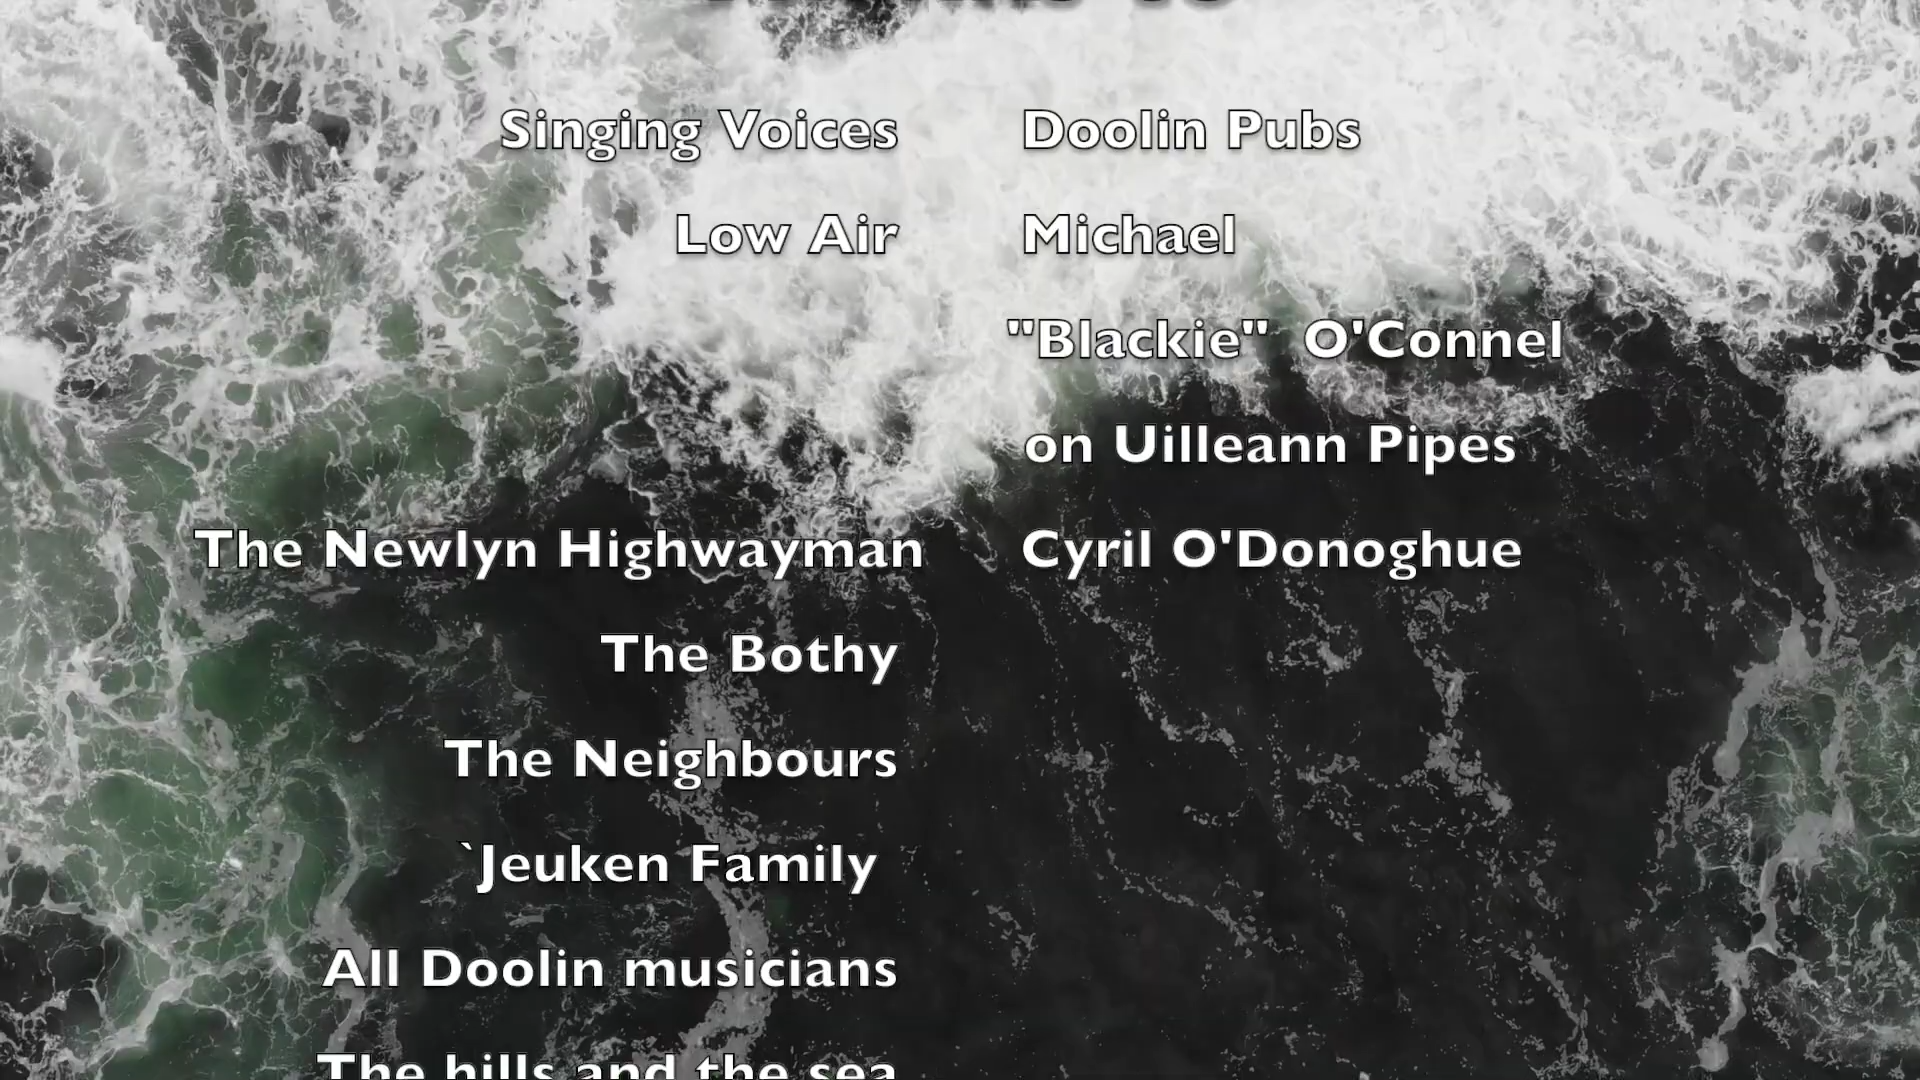 Singing Voices Doolin Pubs
Low Air Michael
"Blackie" O'Connel
on Uilleann Pipes
The Newlyn Highwayman Cyril O'Donoghue
The Bothy
The Neighbours
`Jeuken Family
All Doolin musicians
The hills and the sea